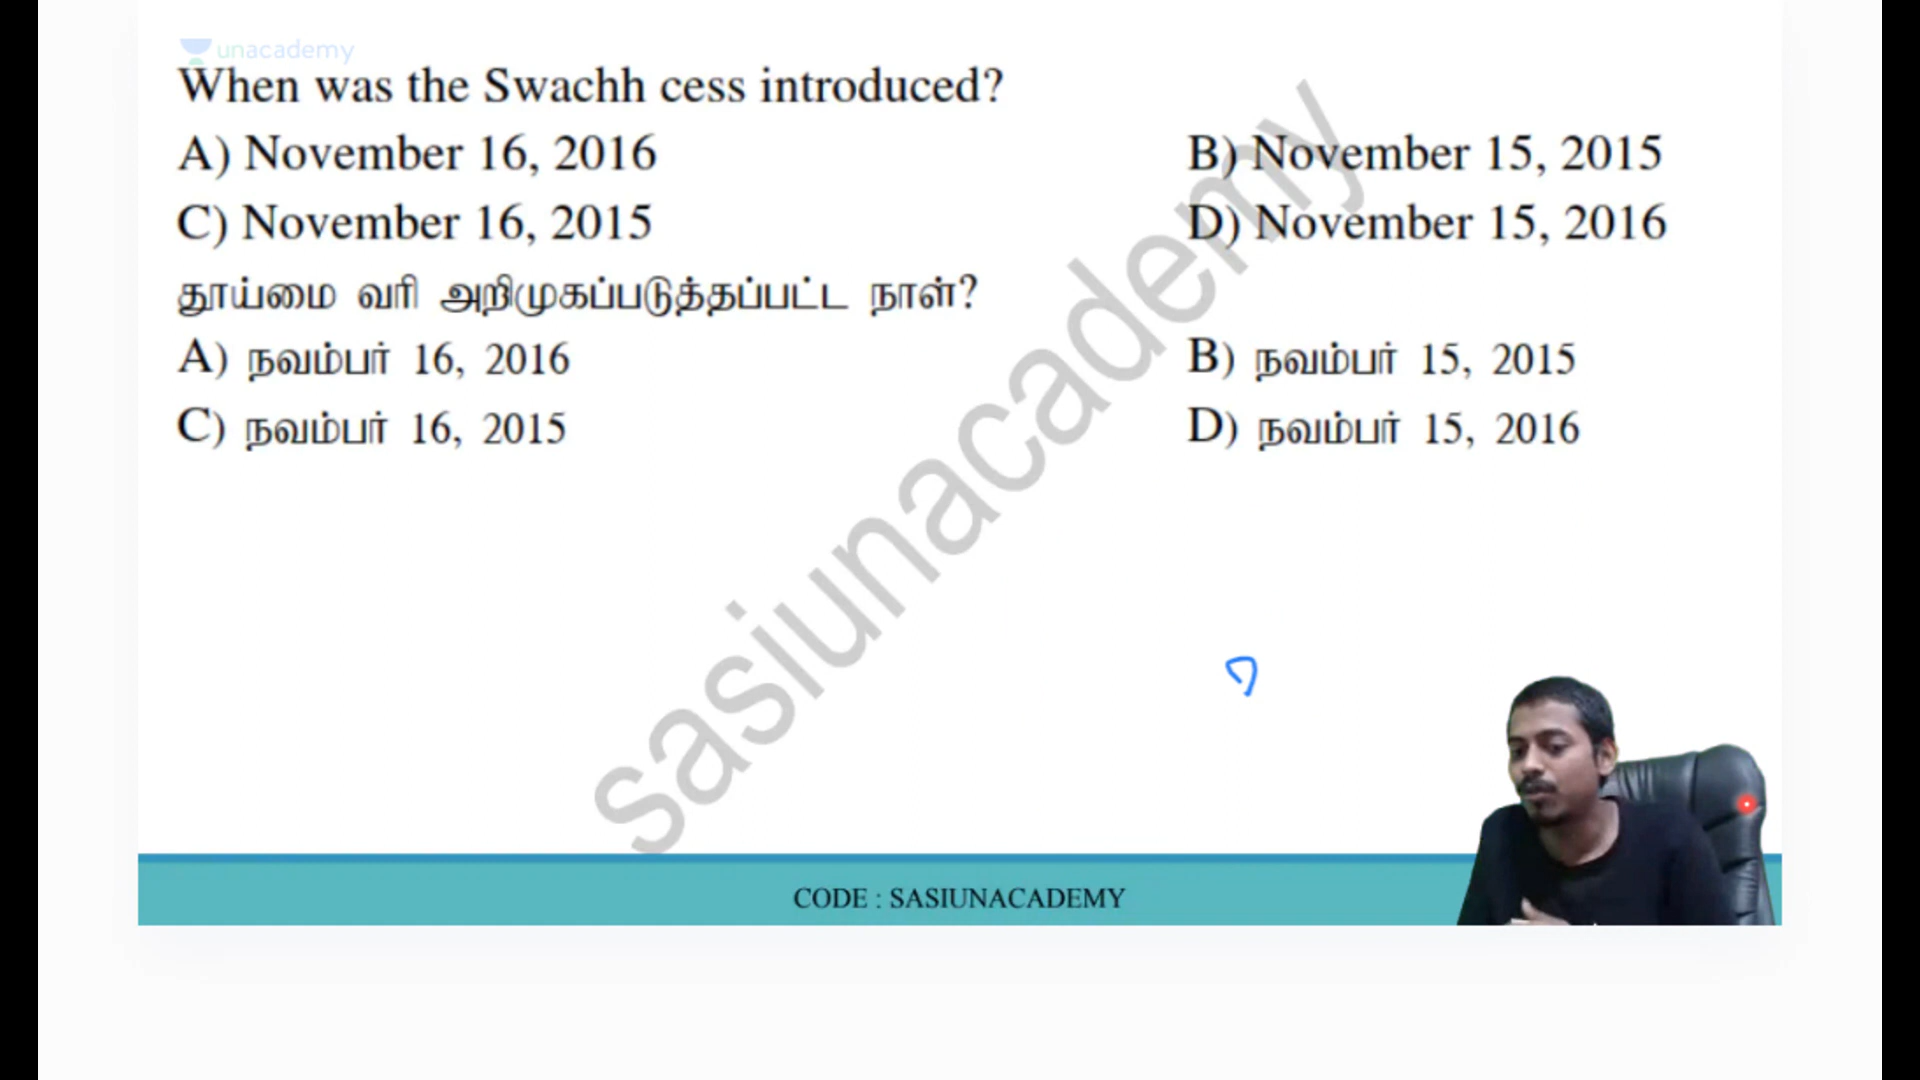 unacademy
When was the Swachh cess introduced?
A) November 16, 2016 B) November 15, 2015
C) November 16, 2015 D) November 15, 2016
தூய்மை வரி அறிமுகப்படுத்தப்பட்ட நாள்?
A) நவம்பர் 16, 2016 B) நவம்பர் 15, 2015
C) நவம்பர் 16, 2015 D) நவம்பர் 15, 2016
sasiunacademy
CODE : SASIUNACADEMY